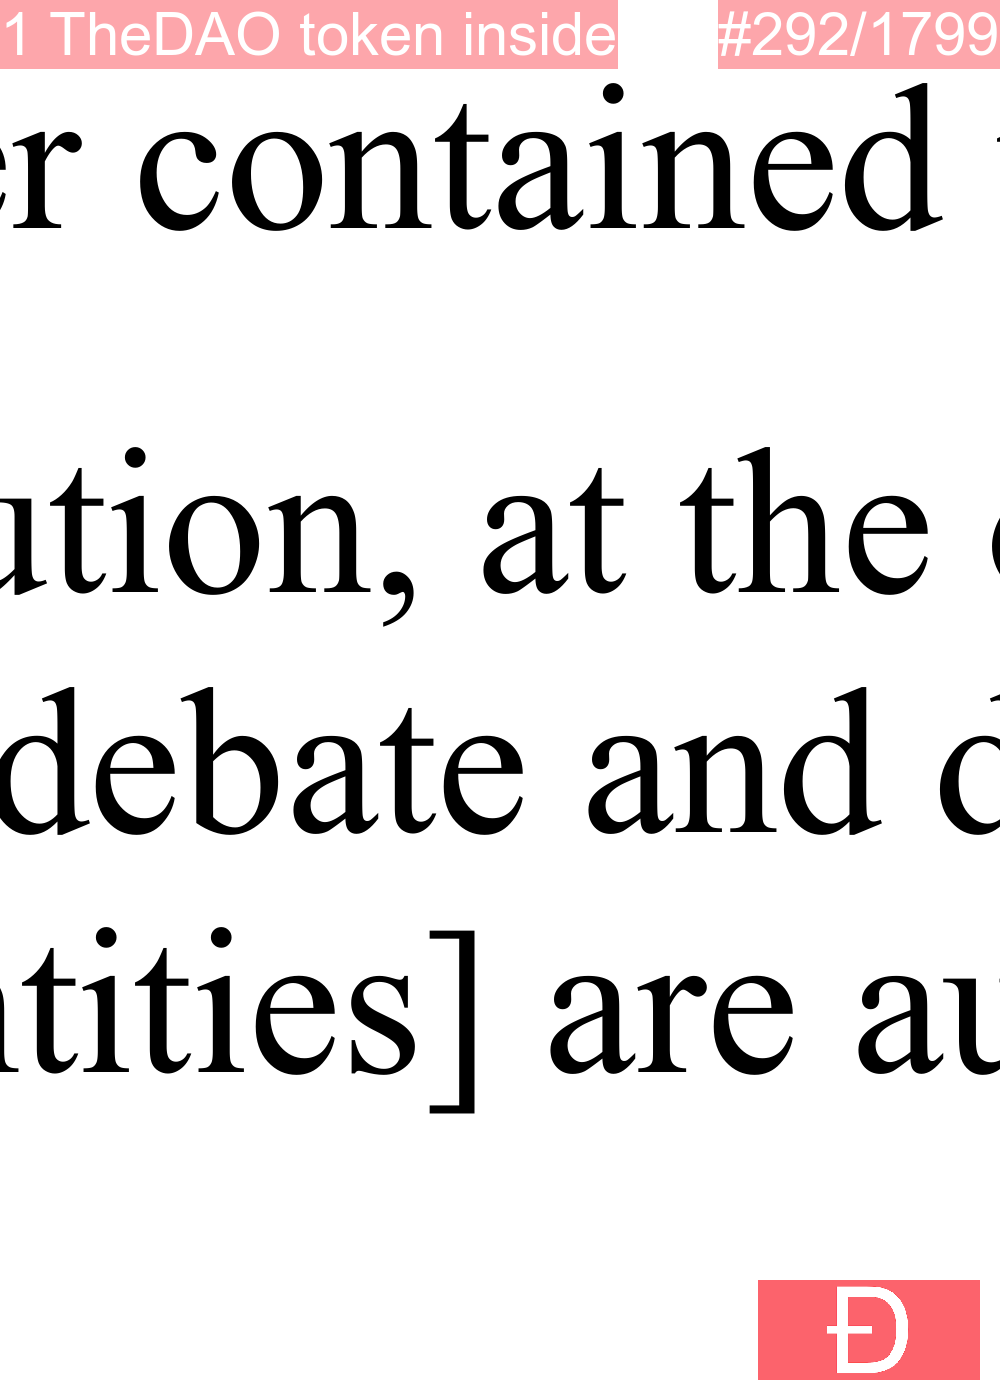 1 TheDAO token inside #292/1799
er contained
ution, at the
debate and d
ntities] are au
Đ